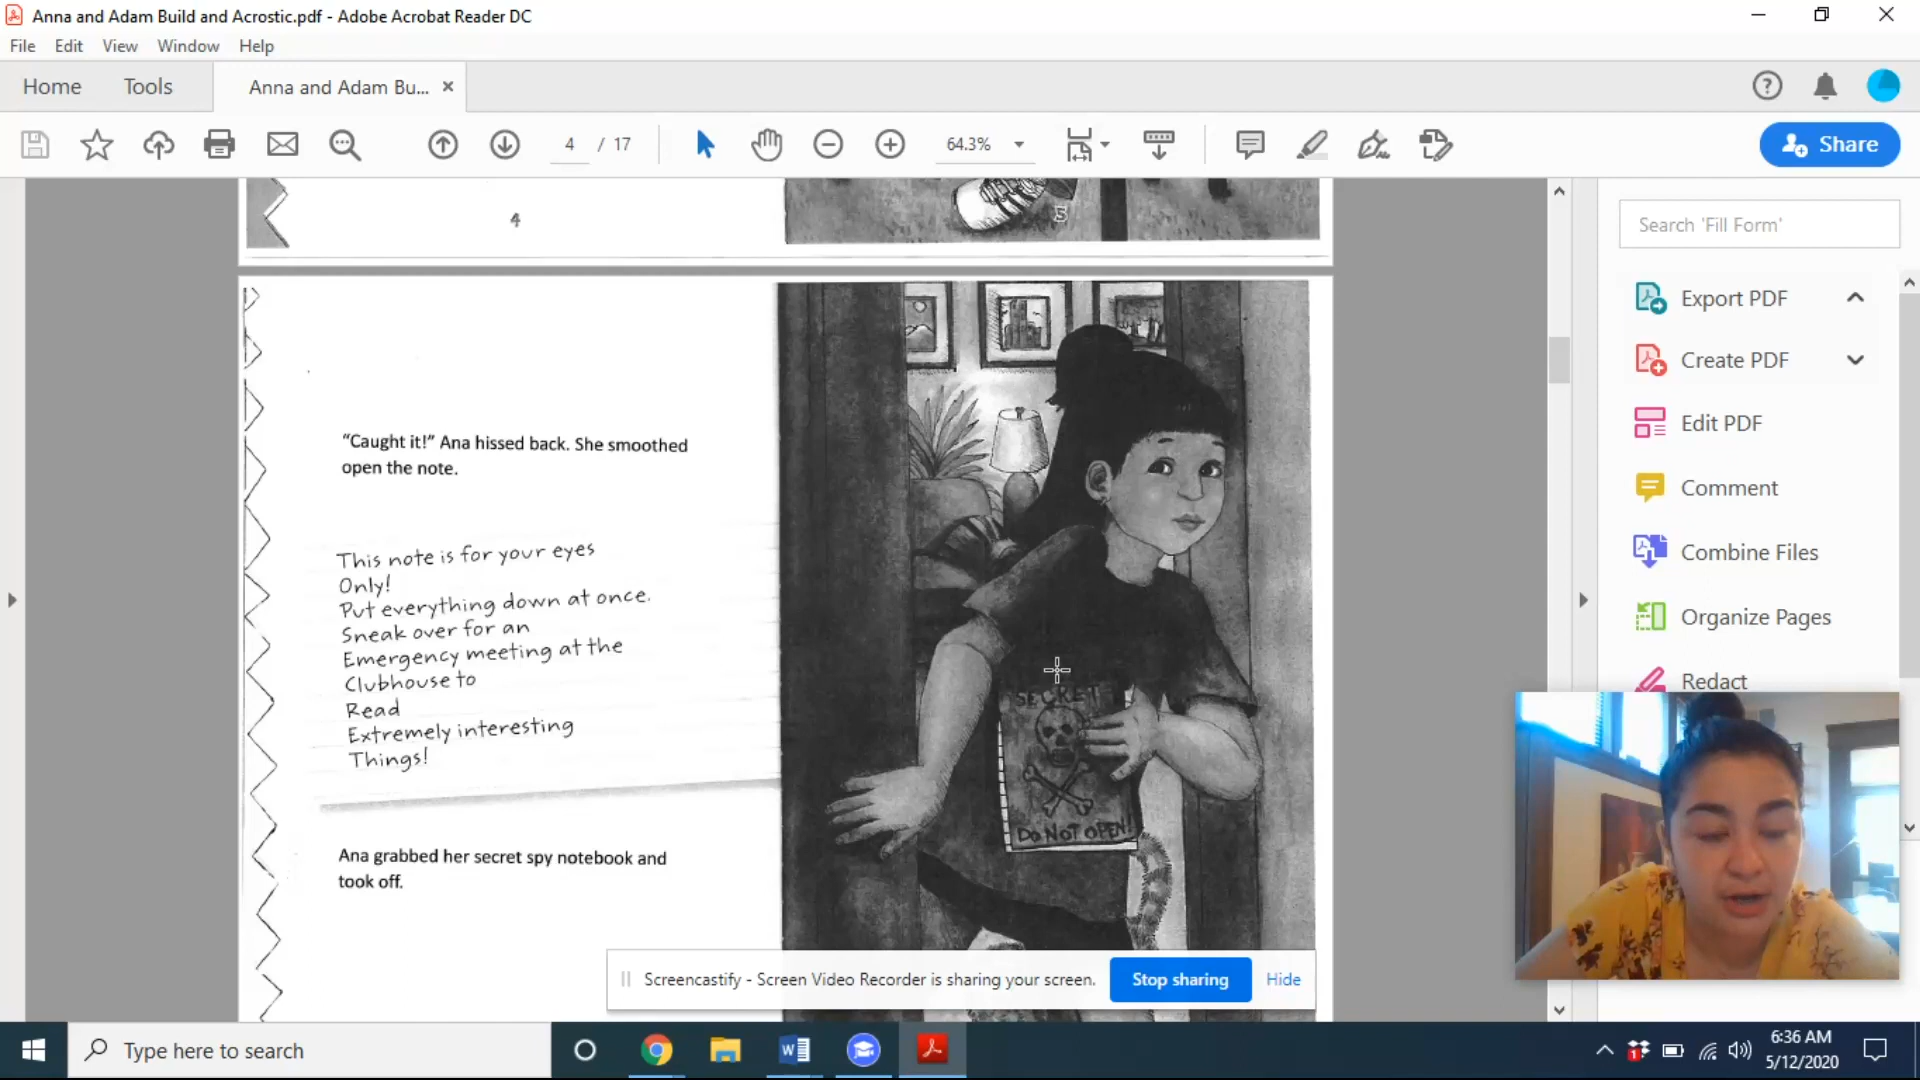 Anna and Adam Build and Acrostic.pdf - Adobe Acrobat Reader DC
File Edit View Window Help
Home Tools Anna and Adam Bu... ×
4 / 17 64.3% Share
4
5
Search 'Fill Form'
Export PDF
Create PDF
Edit PDF
Comment
Combine Files
Organize Pages
Redact
"Caught it!" Ana hissed back. She smoothed
open the note.
This note is for your eyes
Only!
Put everything down at once.
Sneak over for an
Emergency meeting at the
Clubhouse to
Read
Extremely interesting
Things!
Ana grabbed her secret spy notebook and
took off.
SECRET
DO NOT OPEN!
Screencastify - Screen Video Recorder is sharing your screen. Stop sharing Hide
Type here to search
6:36 AM
5/12/2020